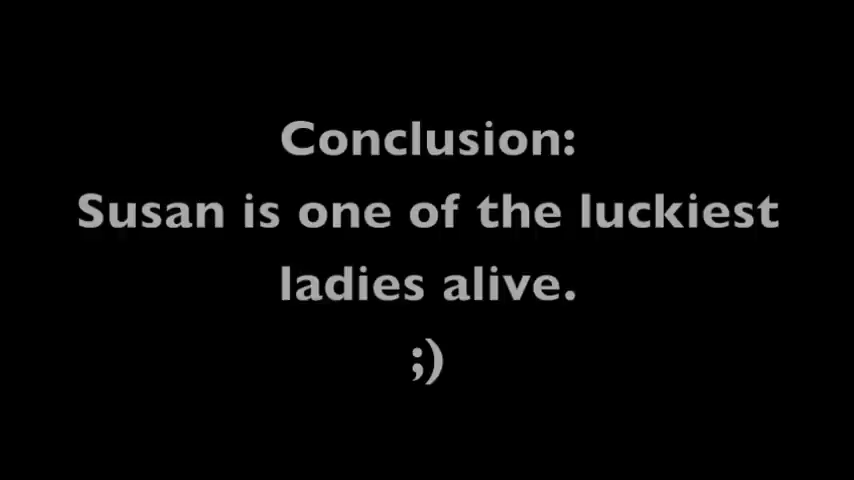 Conclusion:
Susan is one of the luckiest
ladies alive.
;)